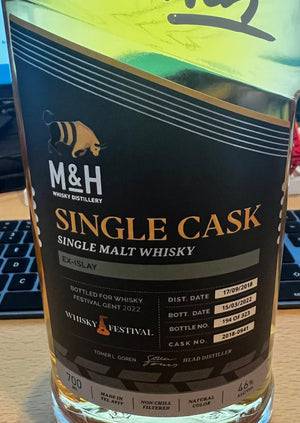 M&H
WHISKY DISTILLERY
SINGLE CASK
SINGLE MALT WHISKY
EX-ISLAY
BOTTLED FOR WHISKY
FESTIVAL GENT 2022
WHISKY FESTIVAL
DIST. DATE 17/09/2018
BOTT. DATE 15/03/2022
BOTTLE NO. 194 OF 323
CASK NO. 2018-0941
TOMER L. GOREN
HEAD DISTILLER
700
MADE IN
TEL AVIV
NON CHILL
FILTERED
NATURAL
COLOR
46%